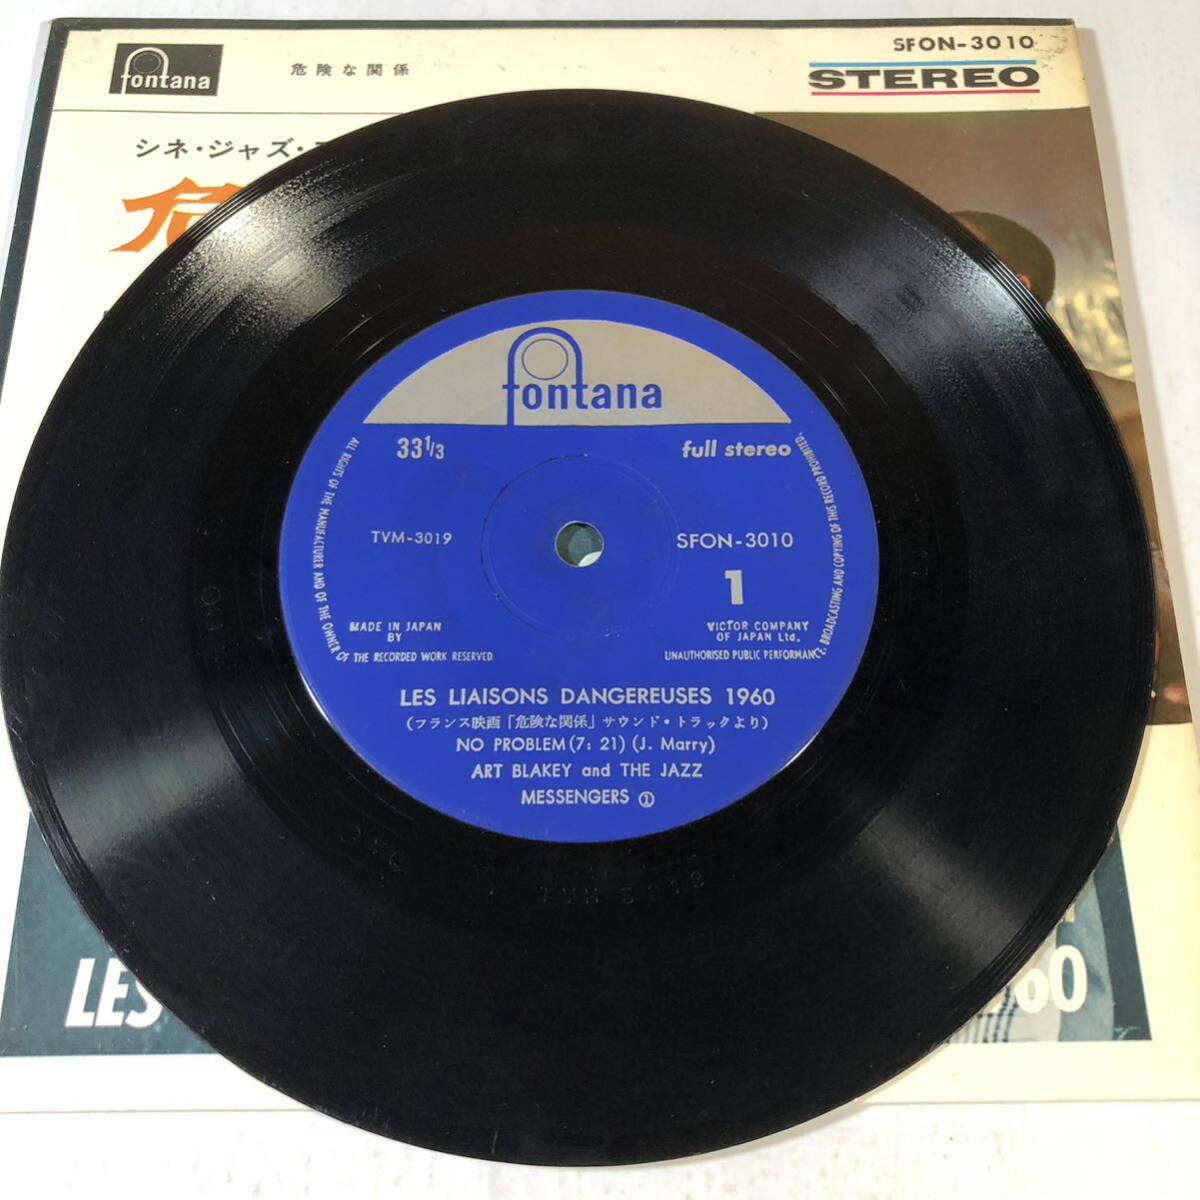 fontana
危険な関係
SFON-3010
STEREO
シネ・ジャズ・
危
fontana
33 1/3
full stereo
TVM-3019
SFON-3010
1
MADE IN JAPAN
BY
VICTOR COMPANY
OF JAPAN Ltd.
ALL RIGHTS OF THE MANUFACTURER AND OF THE OWNER OF THE RECORDED WORK RESERVED.
UNAUTHORISED PUBLIC PERFORMANCE, BROADCASTING AND COPYING OF THIS RECORD PROHIBITED.
LES LIAISONS DANGEREUSES 1960
(フランス映画「危険な関係」サウンド・トラックより)
NO PROBLEM (7: 21) (J. Marry)
ART BLAKEY and THE JAZZ
MESSENGERS ①
LES
60